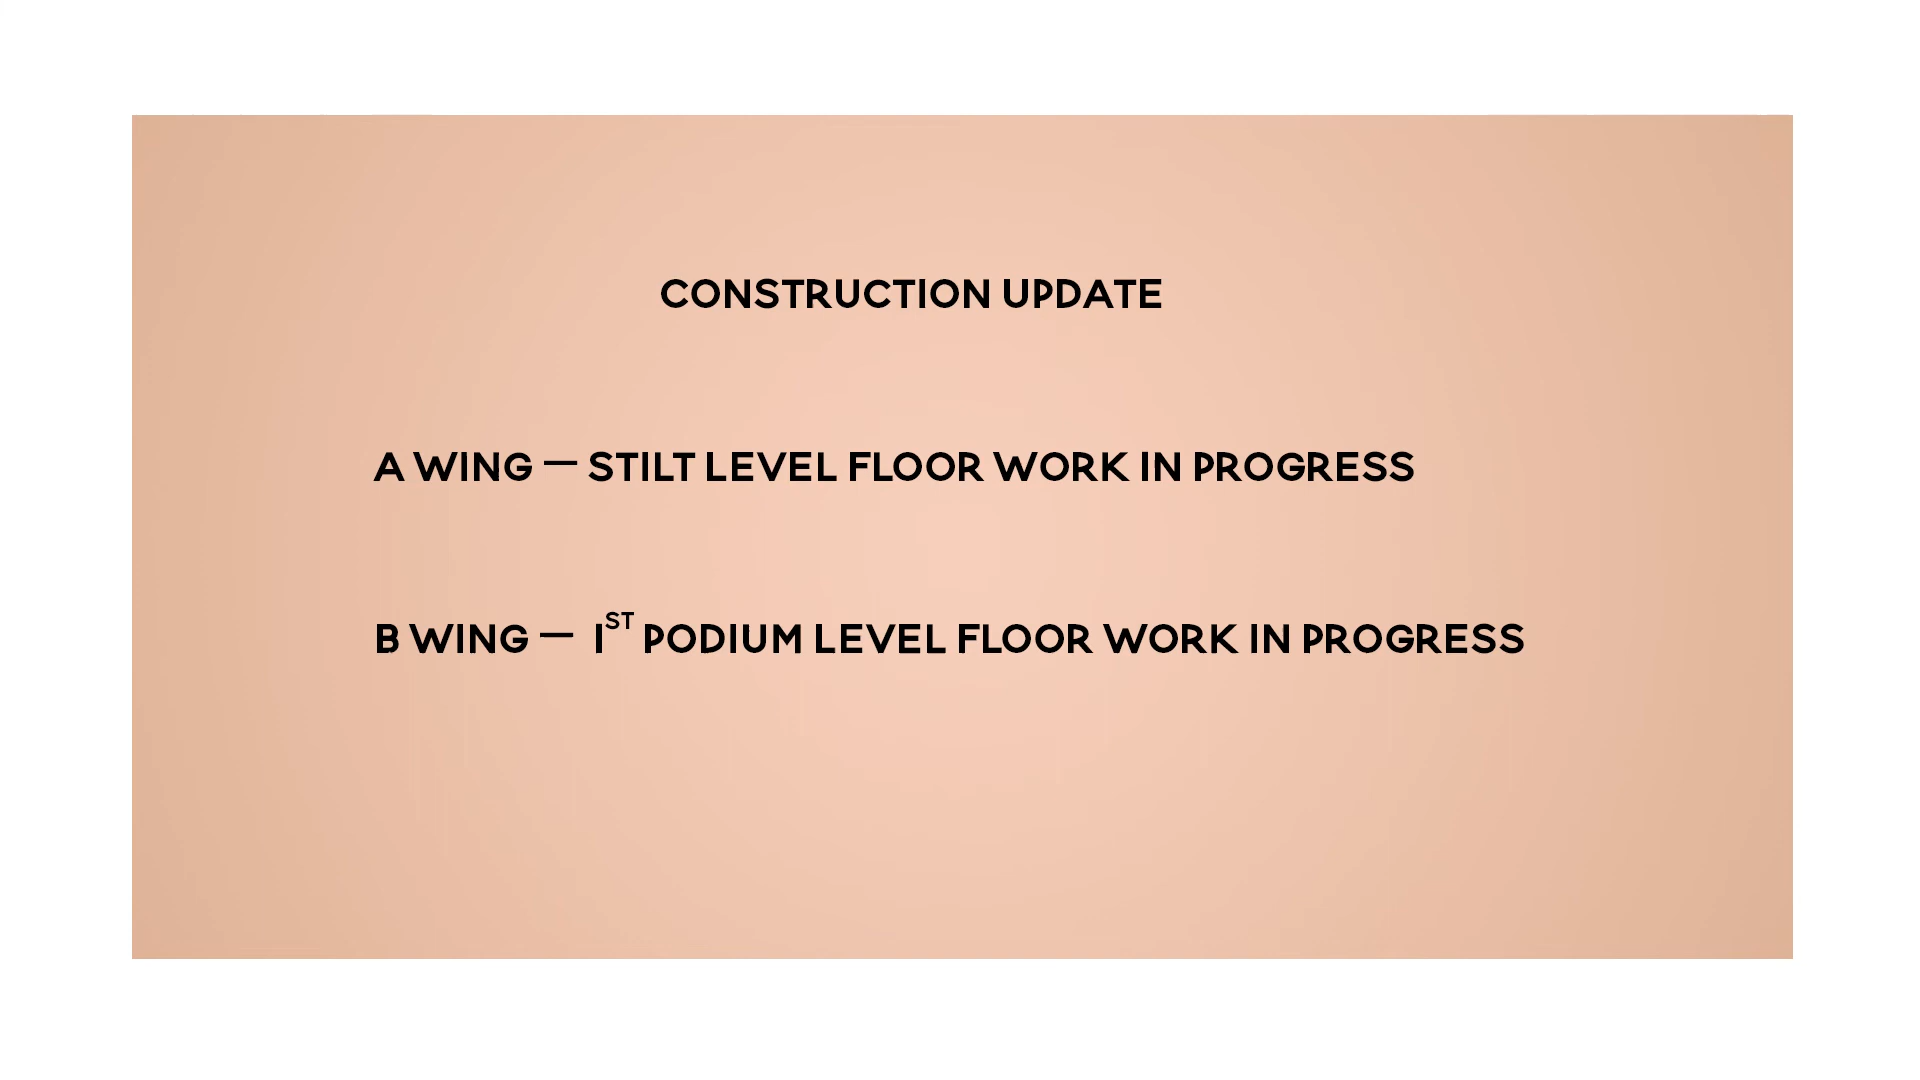 CONSTRUCTION UPDATE
A WING – STILT LEVEL FLOOR WORK IN PROGRESS
B WING – 1ST PODIUM LEVEL FLOOR WORK IN PROGRESS